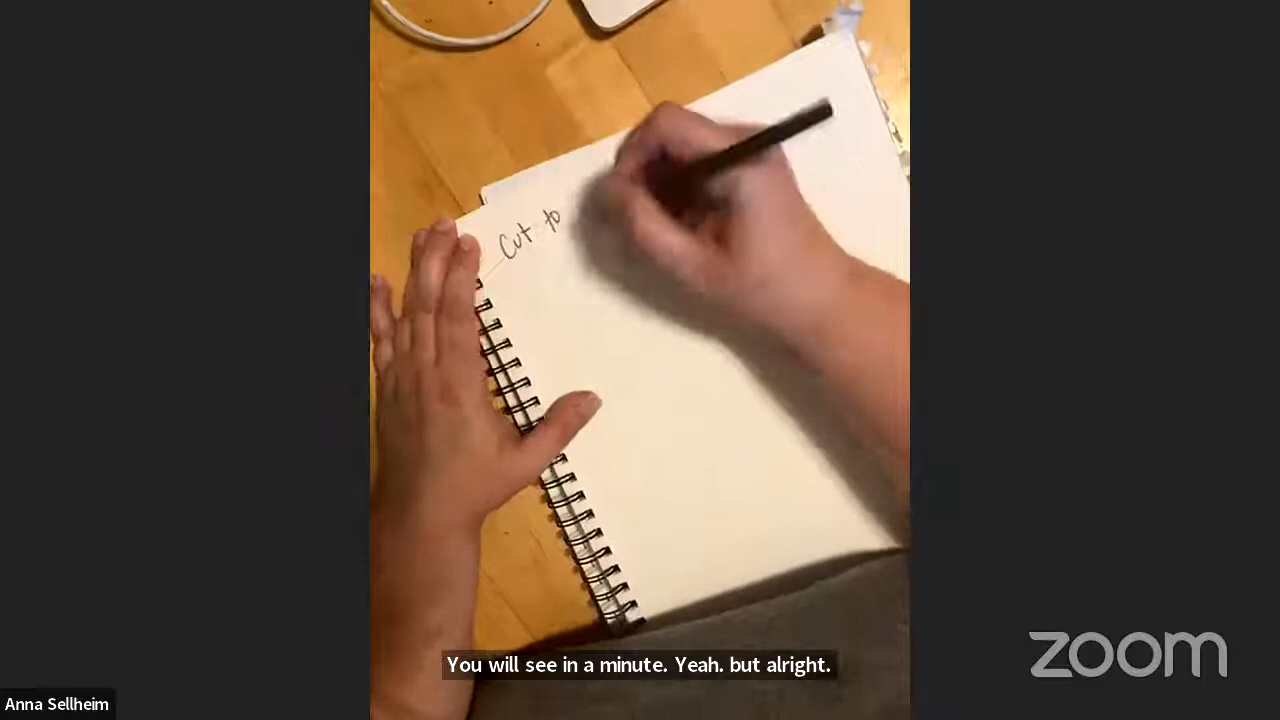 Cut to
You will see in a minute. Yeah. but alright.
Anna Sellheim
zoom